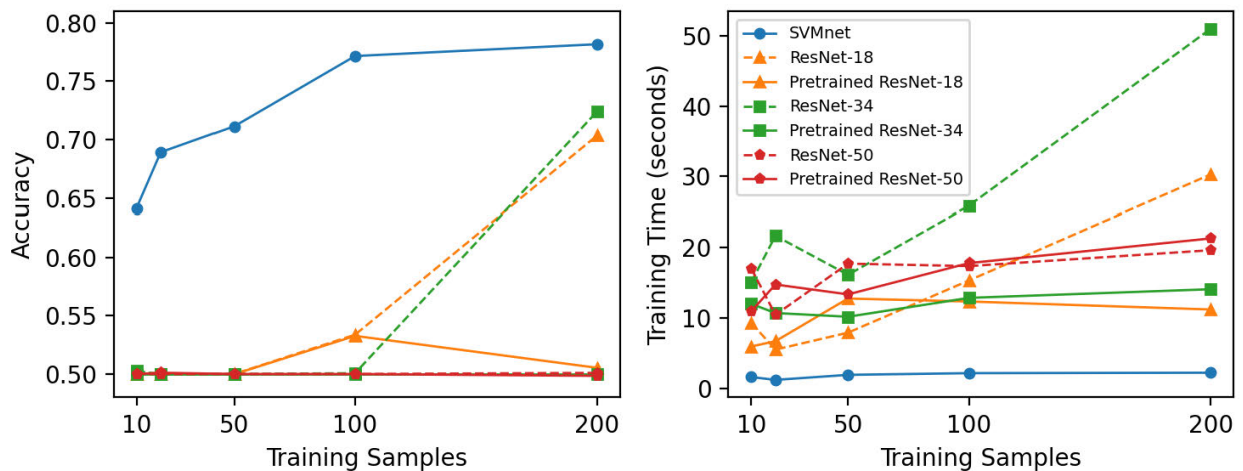 0.80
0.75
0.70
0.65
0.60
0.55
0.50
Accuracy
10 50 100 200
Training Samples
50
40
30
20
10
0
Training Time (seconds)
SVMnet
ResNet-18
Pretrained ResNet-18
ResNet-34
Pretrained ResNet-34
ResNet-50
Pretrained ResNet-50
10 50 100 200
Training Samples